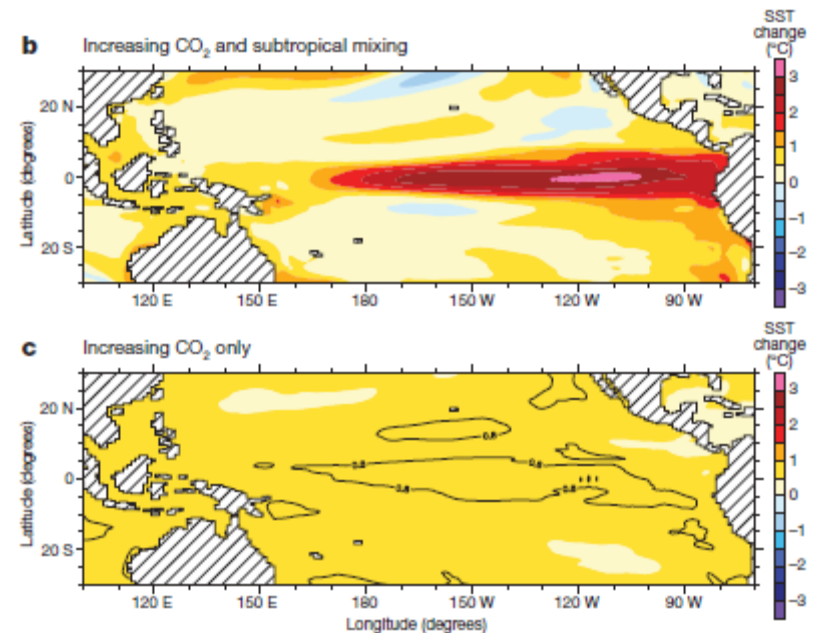 SST
change
(°C)
b Increasing CO2 and subtropical mixing
3
2
1
0
−1
−2
−3
20 N
0
20 S
Latitude (degrees)
120 E 150 E 180 150 W 120 W 90 W
SST
change
(°C)
c Increasing CO2 only
3
2
1
0
−1
−2
−3
20 N
0
20 S
Latitude (degrees)
120 E 150 E 180 150 W 120 W 90 W
Longitude (degrees)